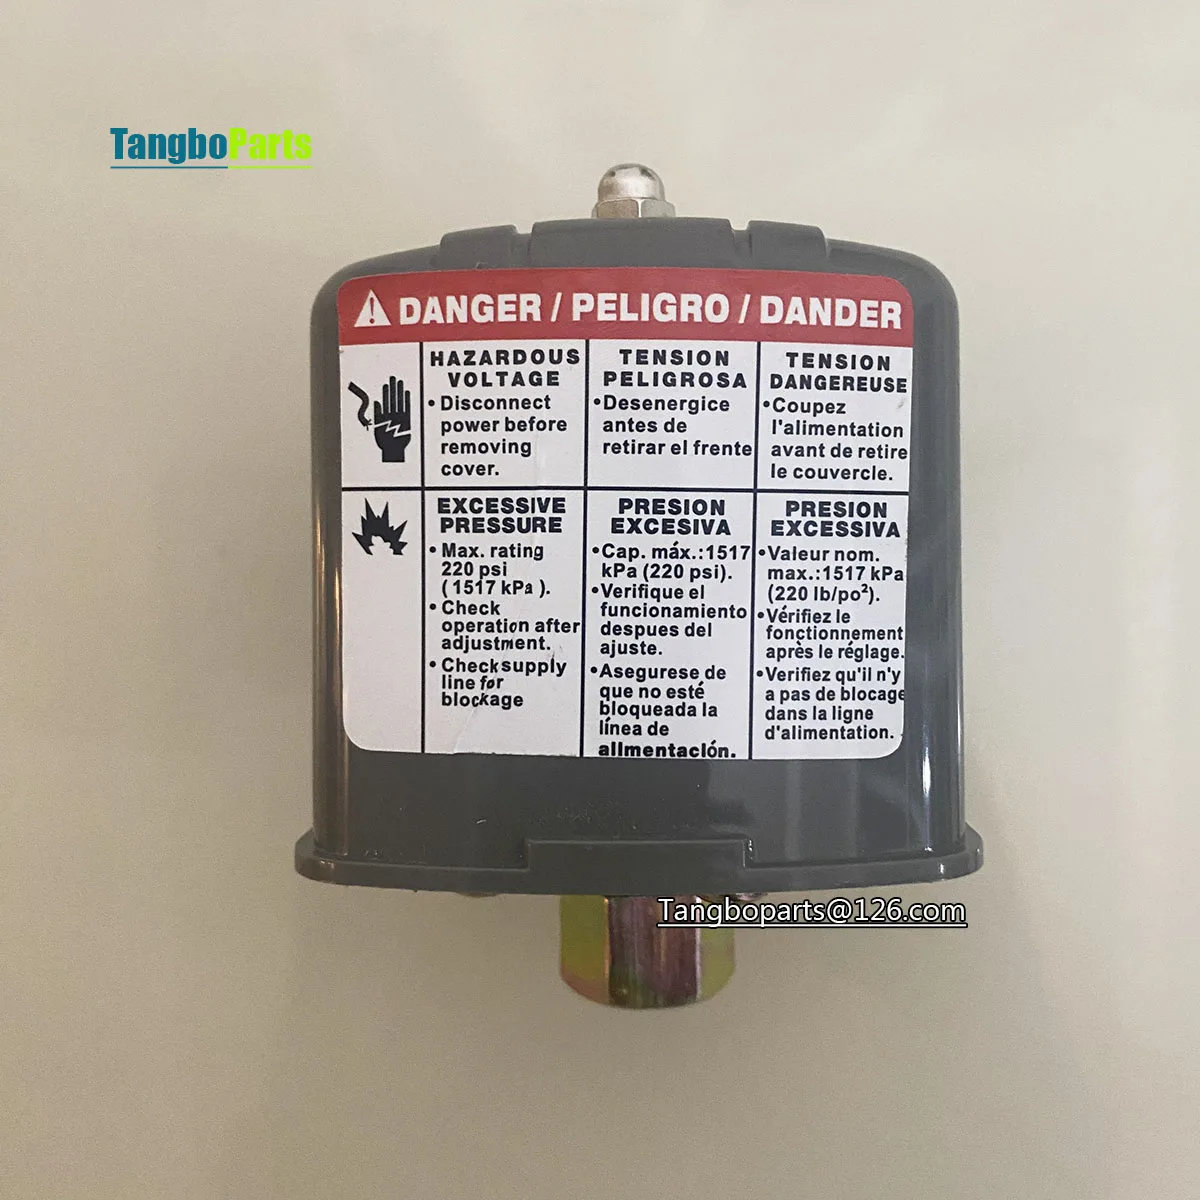 TangboParts
DANGER / PELIGRO / DANDER
HAZARDOUS
VOLTAGE
• Disconnect
power before
removing
cover.
TENSION
PELIGROSA
• Desenergice
antes de
retirar el frente
TENSION
DANGEREUSE
• Coupez
l'alimentation
avant de retire
le couvercle.
EXCESSIVE
PRESSURE
• Max. rating
220 psi
( 1517 kPa ).
• Check
operation after
adjustment.
• Check supply
line for
blockage
PRESION
EXCESIVA
• Cap. máx.:1517
kPa (220 psi).
• Verifique el
funcionamiento
despues del
ajuste.
• Asegurese de
que no esté
bloqueada la
línea de
alimentación.
PRESION
EXCESSIVA
• Valeur nom.
max.:1517 kPa
(220 lb/po²).
• Vérifiez le
fonctionnement
après le réglage.
• Verifiez qu'il n'y
a pas de blocage
dans la ligne
d'alimentation.
Tangboparts@126.com